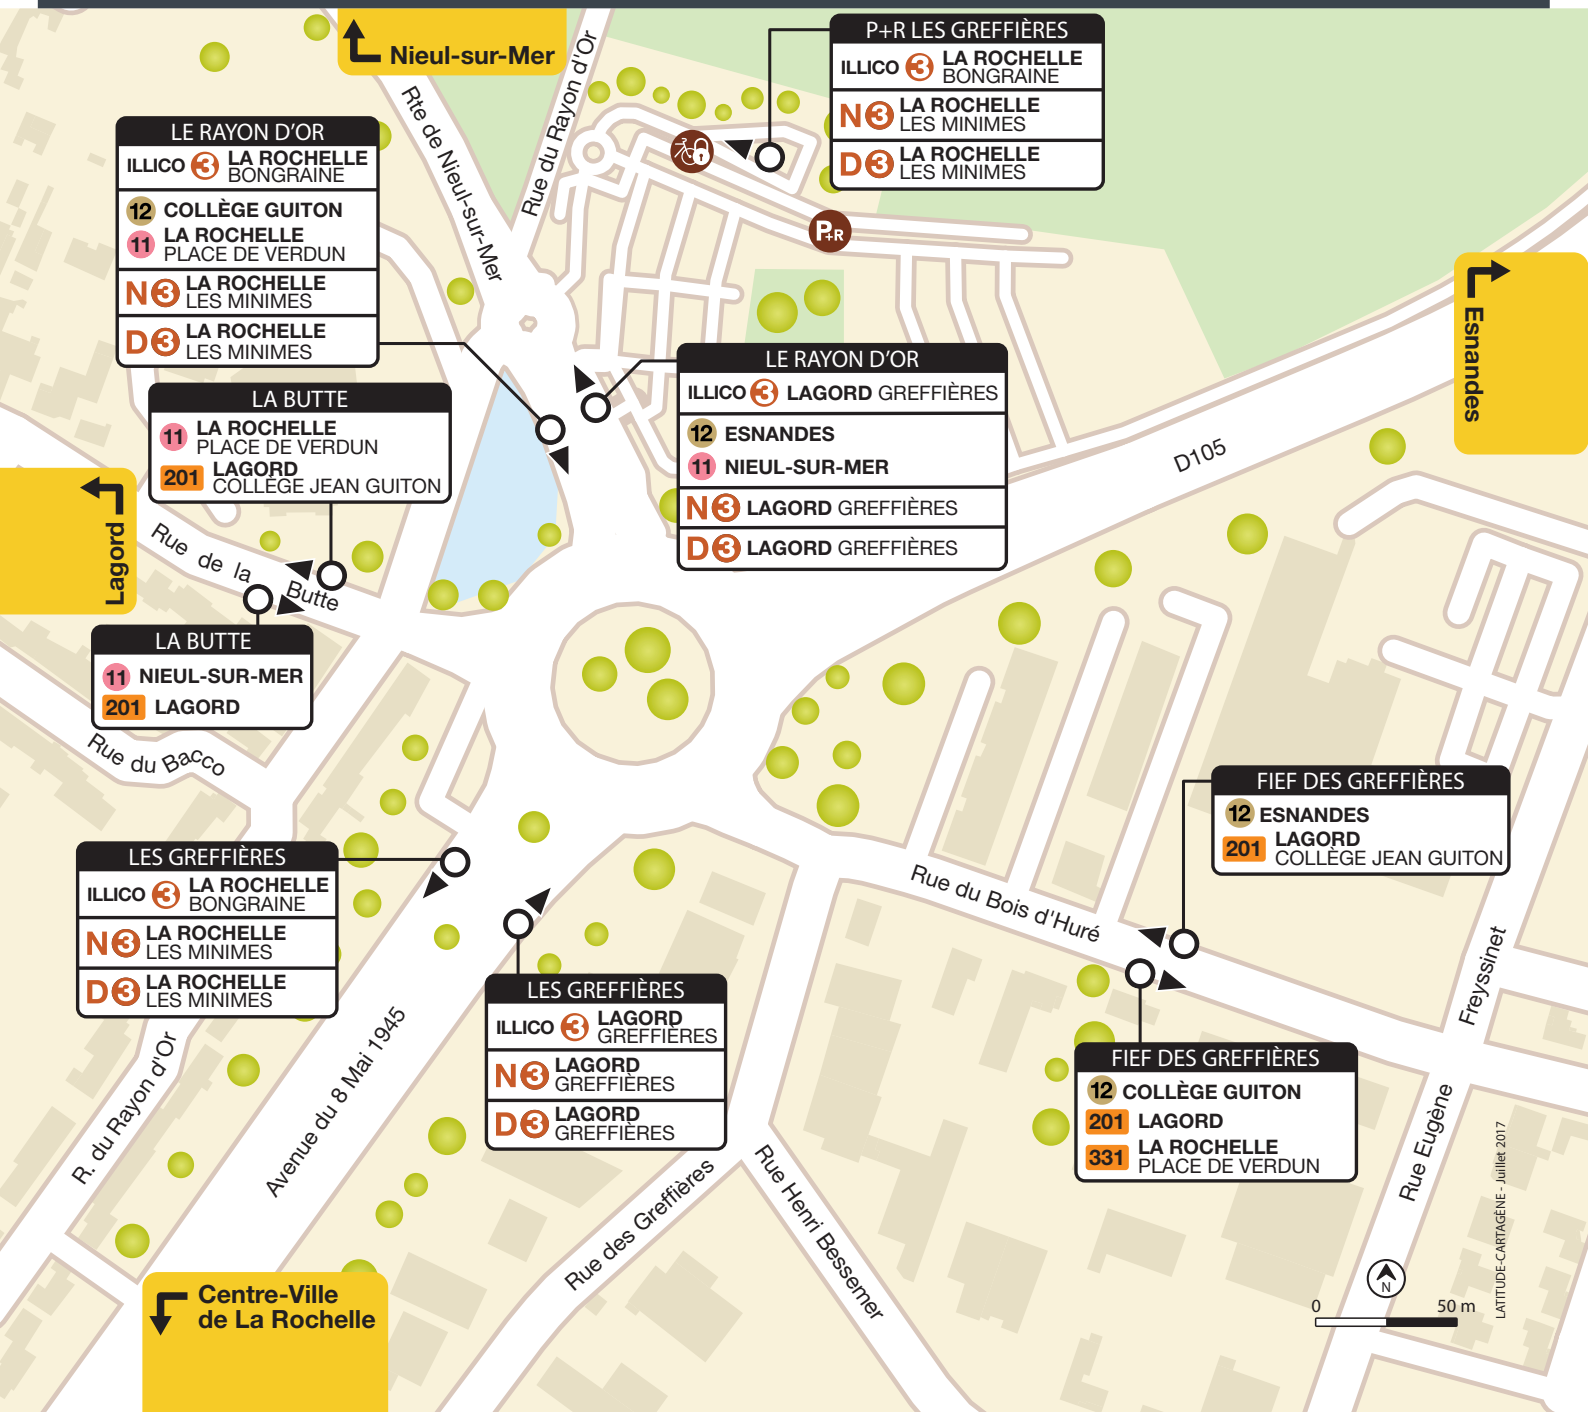 Nieul-sur-Mer
Rte de Nieul-sur-Mer
Rue du Rayon d'Or
P+R LES GREFFIÈRES
ILLICO 3 LA ROCHELLE
BONGRAINE
N3 LA ROCHELLE
LES MINIMES
D3 LA ROCHELLE
LES MINIMES
LE RAYON D'OR
ILLICO 3 LA ROCHELLE
BONGRAINE
12 COLLÈGE GUITON
11 LA ROCHELLE
PLACE DE VERDUN
N3 LA ROCHELLE
LES MINIMES
D3 LA ROCHELLE
LES MINIMES
P+R
Esnandes
LE RAYON D'OR
ILLICO 3 LAGORD GREFFIÈRES
12 ESNANDES
11 NIEUL-SUR-MER
N3 LAGORD GREFFIÈRES
D3 LAGORD GREFFIÈRES
D105
LA BUTTE
11 LA ROCHELLE
PLACE DE VERDUN
201 LAGORD
COLLÈGE JEAN GUITON
Lagord
Rue de la Butte
LA BUTTE
11 NIEUL-SUR-MER
201 LAGORD
Rue du Bacco
FIEF DES GREFFIÈRES
12 ESNANDES
201 LAGORD
COLLÈGE JEAN GUITON
LES GREFFIÈRES
ILLICO 3 LA ROCHELLE
BONGRAINE
N3 LA ROCHELLE
LES MINIMES
D3 LA ROCHELLE
LES MINIMES
Rue du Bois d'Huré
LES GREFFIÈRES
ILLICO 3 LAGORD
GREFFIÈRES
N3 LAGORD
GREFFIÈRES
D3 LAGORD
GREFFIÈRES
FIEF DES GREFFIÈRES
12 COLLÈGE GUITON
201 LAGORD
331 LA ROCHELLE
PLACE DE VERDUN
R. du Rayon d'Or
Avenue du 8 Mai 1945
Rue des Greffières
Rue Henri Bessemer
Rue Eugène Freyssinet
Centre-Ville
de La Rochelle
N
0 50 m
LATITUDE-CARTAGÈNE - Juillet 2017